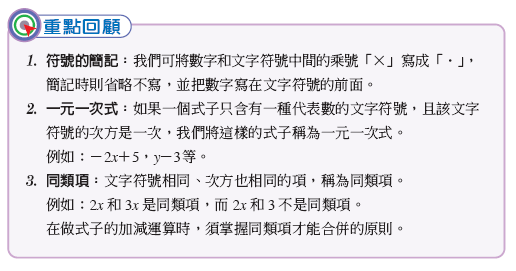 重點回顧
1. 符號的簡記：我們可將數字和文字符號中間的乘號「×」寫成「・」，
簡記時則省略不寫，並把數字寫在文字符號的前面。
2. 一元一次式：如果一個式子只含有一種代表數的文字符號，且該文字
符號的次方是一次，我們將這樣的式子稱為一元一次式。
例如：－2x＋5，y－3等。
3. 同類項：文字符號相同、次方也相同的項，稱為同類項。
例如：2x 和 3x 是同類項，而 2x 和 3 不是同類項。
在做式子的加減運算時，須掌握同類項才能合併的原則。